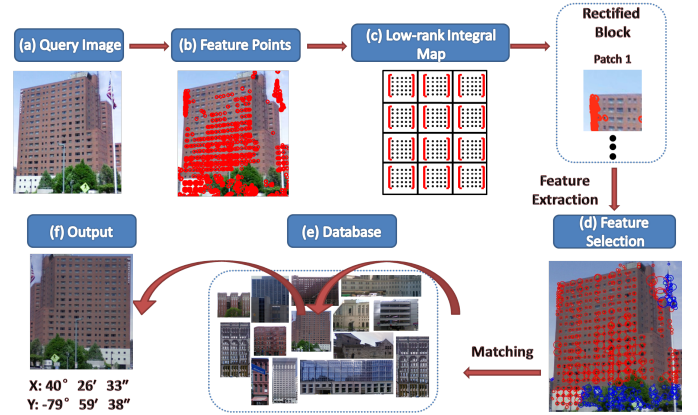 (a) Query Image
(b) Feature Points
(c) Low-rank Integral
Map
Rectified
Block
Patch 1
Feature
Extraction
(d) Feature
Selection
Matching
(e) Database
(f) Output
X: 40° 26′ 33″
Y: -79° 59′ 38″